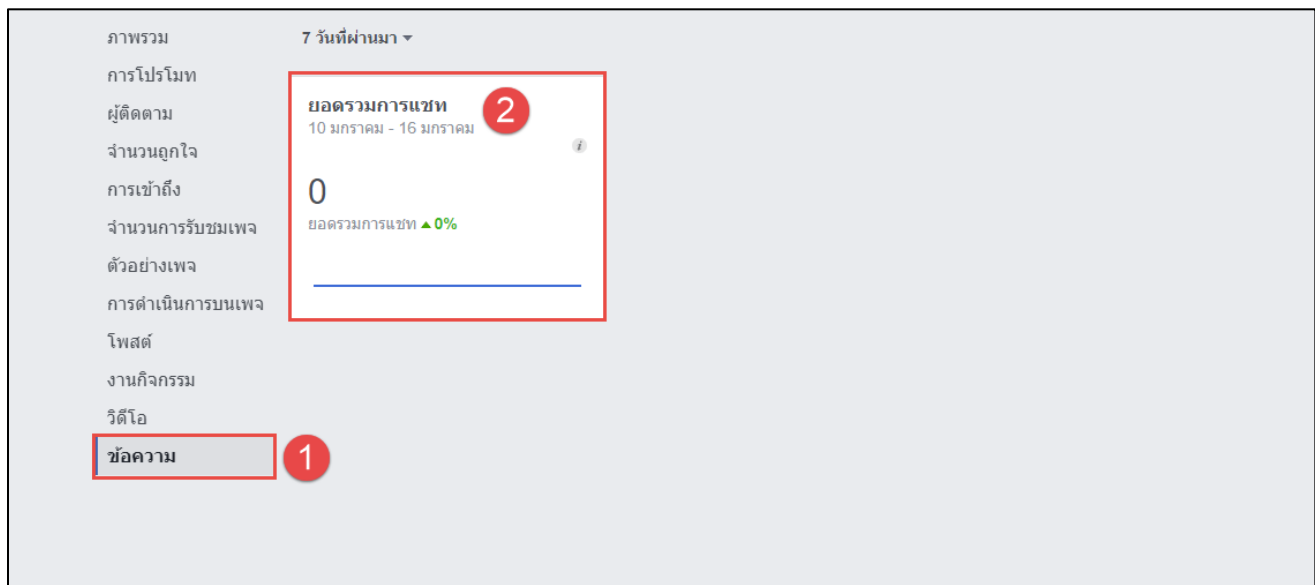 ภาพรวม
การโปรโมท
ผู้ติดตาม
จำนวนถูกใจ
การเข้าถึง
จำนวนการรับชมเพจ
ตัวอย่างเพจ
การดำเนินการบนเพจ
โพสต์
งานกิจกรรม
วิดีโอ
ข้อความ
1
7 วันที่ผ่านมา
ยอดรวมการแชท
2
10 มกราคม - 16 มกราคม
i
0
ยอดรวมการแชท ▲ 0%